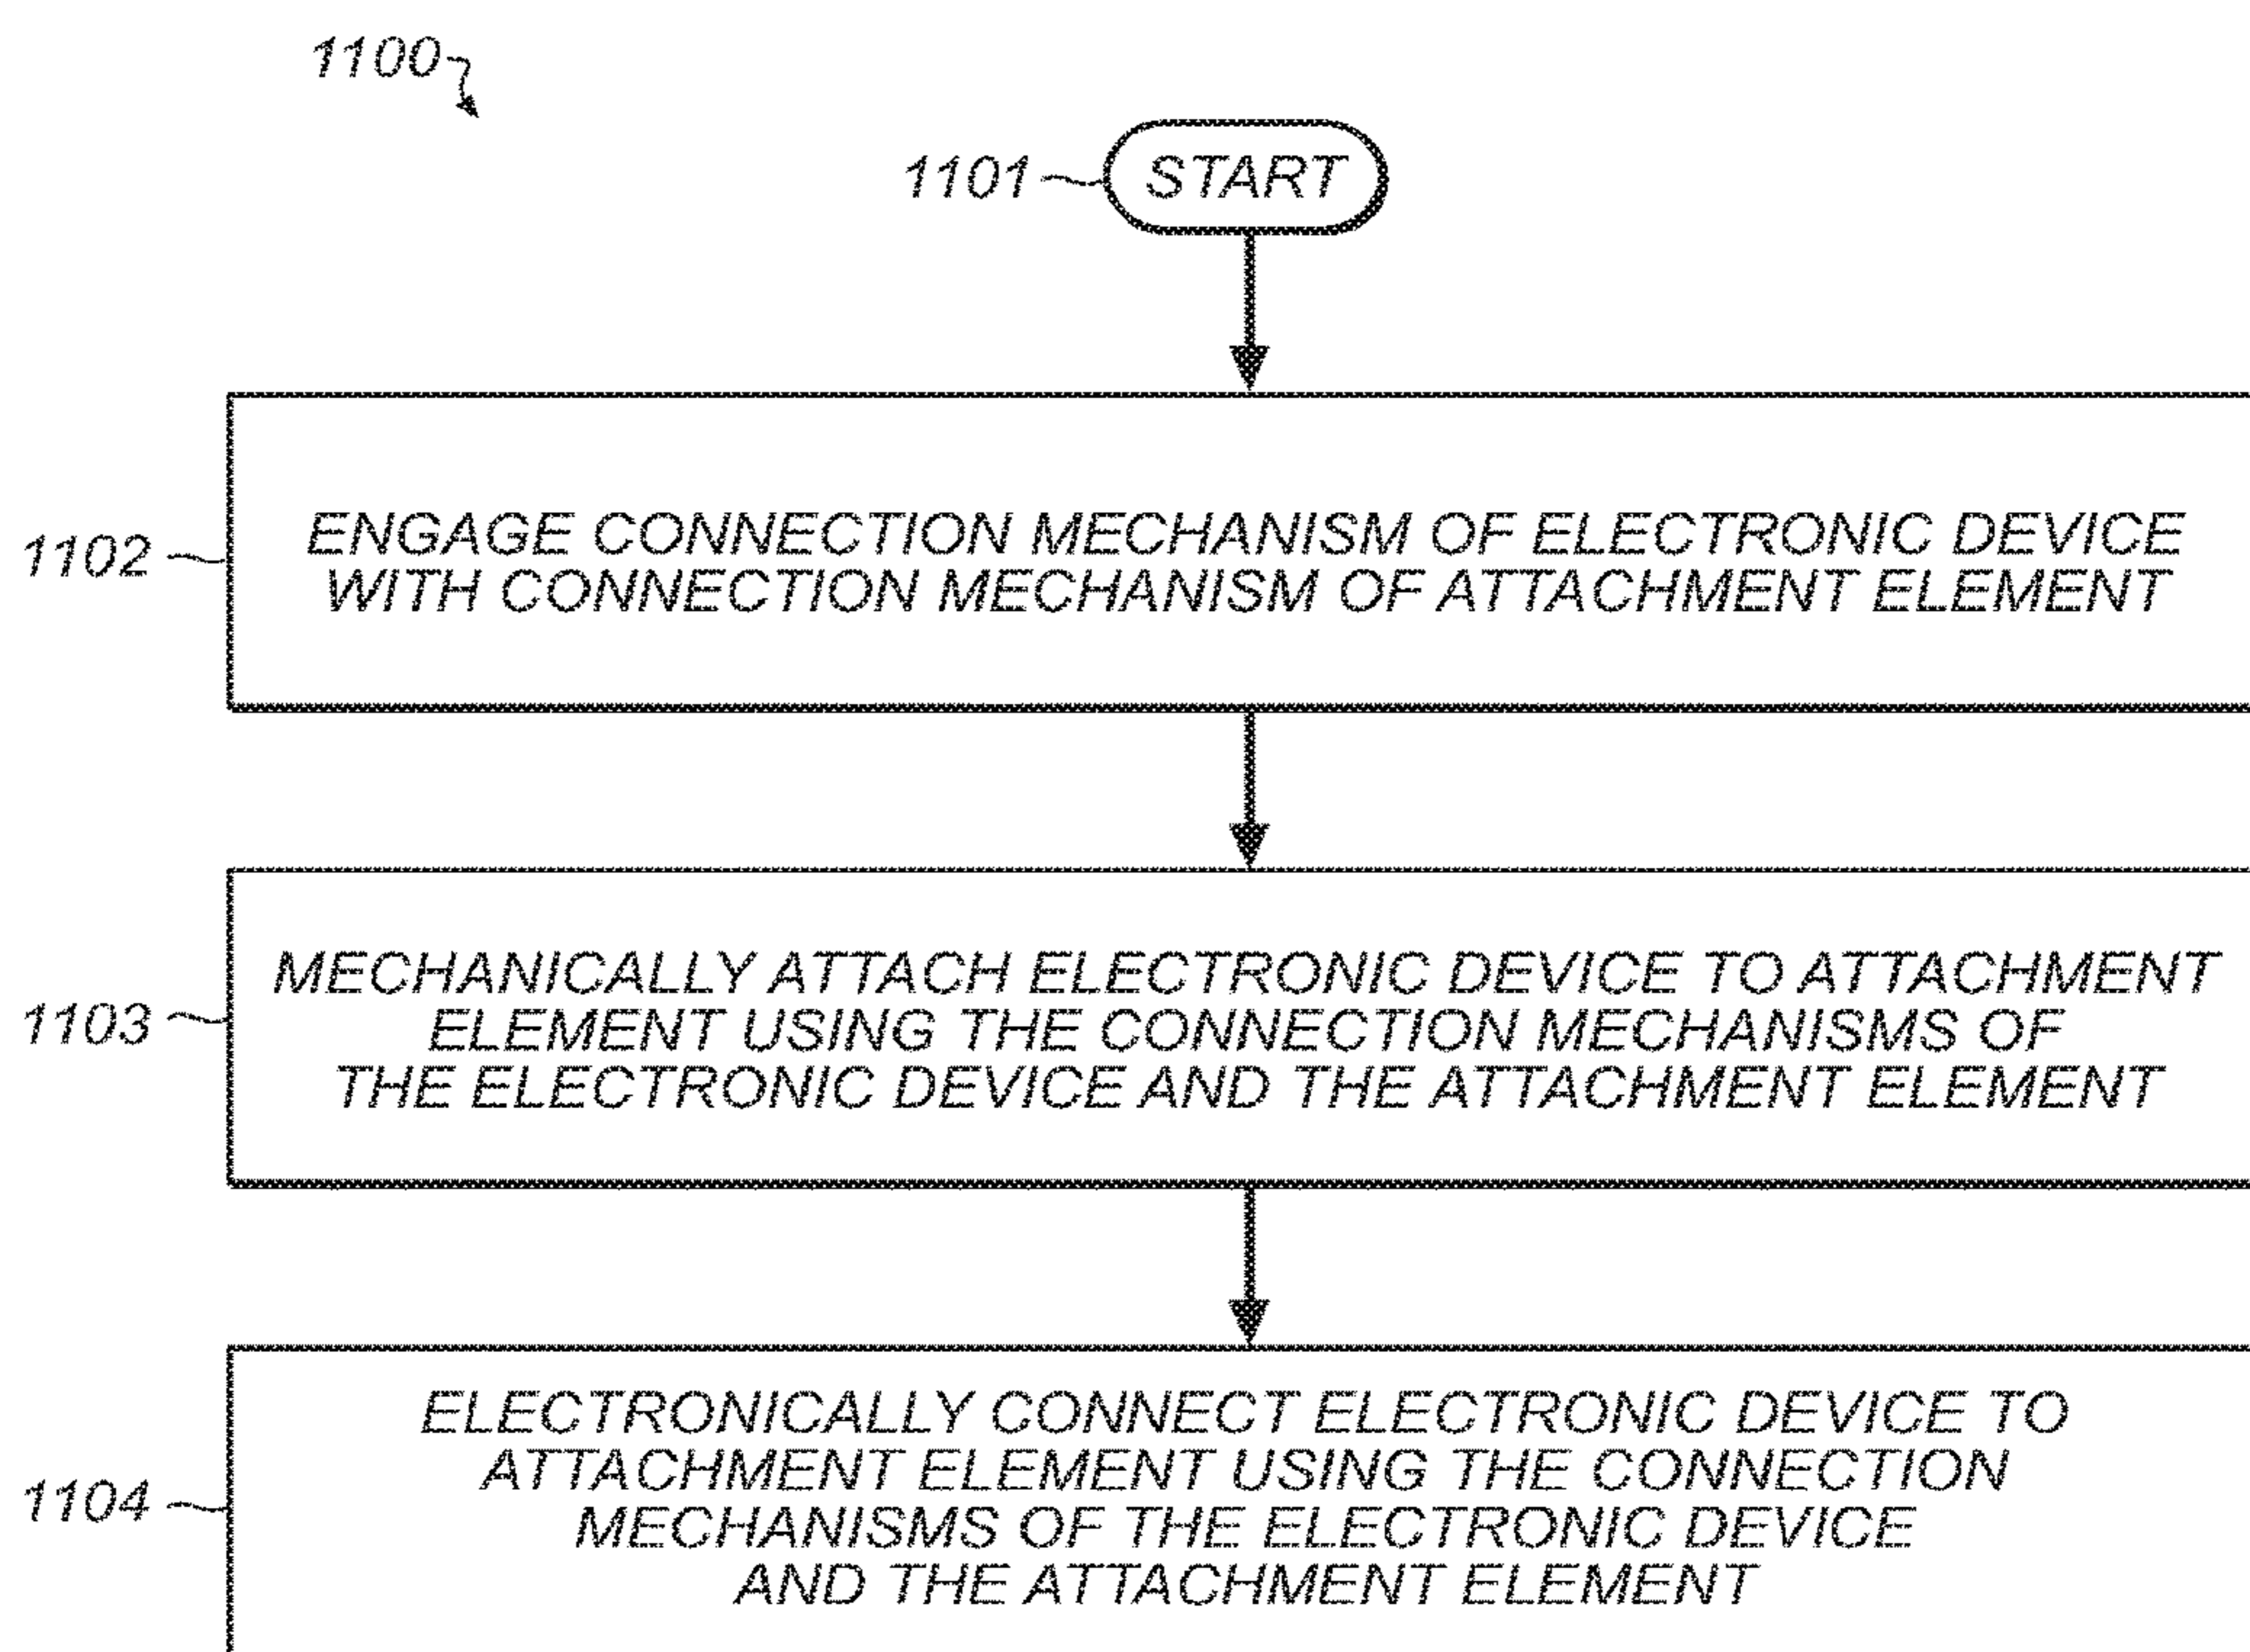 1100
1101
START
1102
ENGAGE CONNECTION MECHANISM OF ELECTRONIC DEVICE
WITH CONNECTION MECHANISM OF ATTACHMENT ELEMENT
1103
MECHANICALLY ATTACH ELECTRONIC DEVICE TO ATTACHMENT
ELEMENT USING THE CONNECTION MECHANISMS OF
THE ELECTRONIC DEVICE AND THE ATTACHMENT ELEMENT
1104
ELECTRONICALLY CONNECT ELECTRONIC DEVICE TO
ATTACHMENT ELEMENT USING THE CONNECTION
MECHANISMS OF THE ELECTRONIC DEVICE
AND THE ATTACHMENT ELEMENT